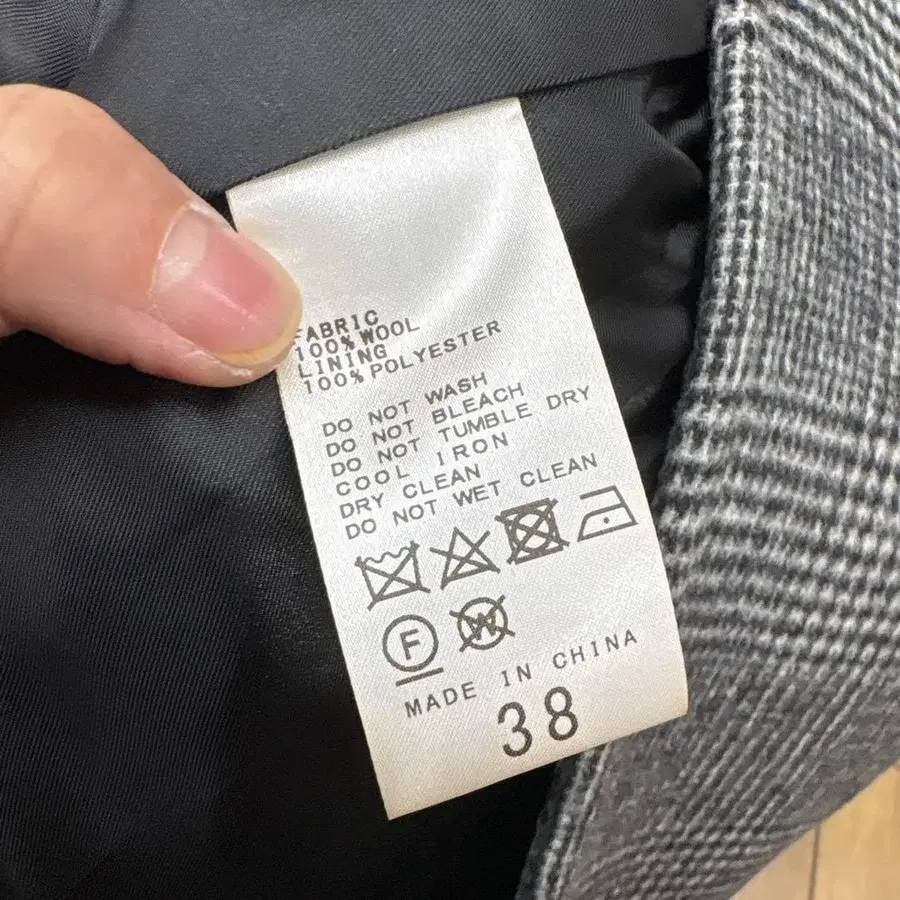 FABRIC
100% WOOL
LINING
100% POLYESTER
DO NOT WASH
DO NOT BLEACH
DO NOT TUMBLE DRY
COOL IRON
DRY CLEAN
DO NOT WET CLEAN
F W
MADE IN CHINA
38